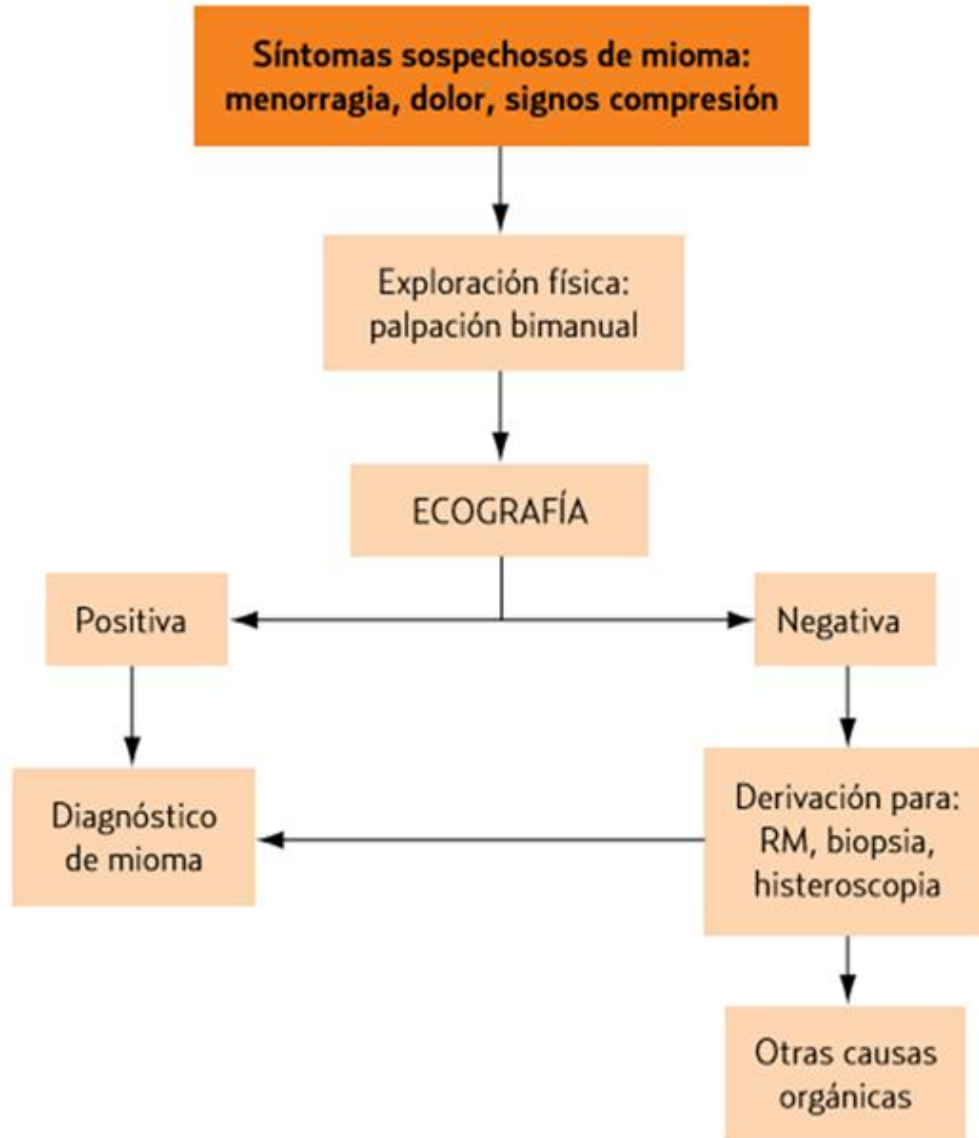 Síntomas sospechosos de mioma:
menorragia, dolor, signos compresión
Exploración física:
palpación bimanual
ECOGRAFÍA
Positiva
Negativa
Diagnóstico
de mioma
Derivación para:
RM, biopsia,
histeroscopia
Otras causas
orgánicas